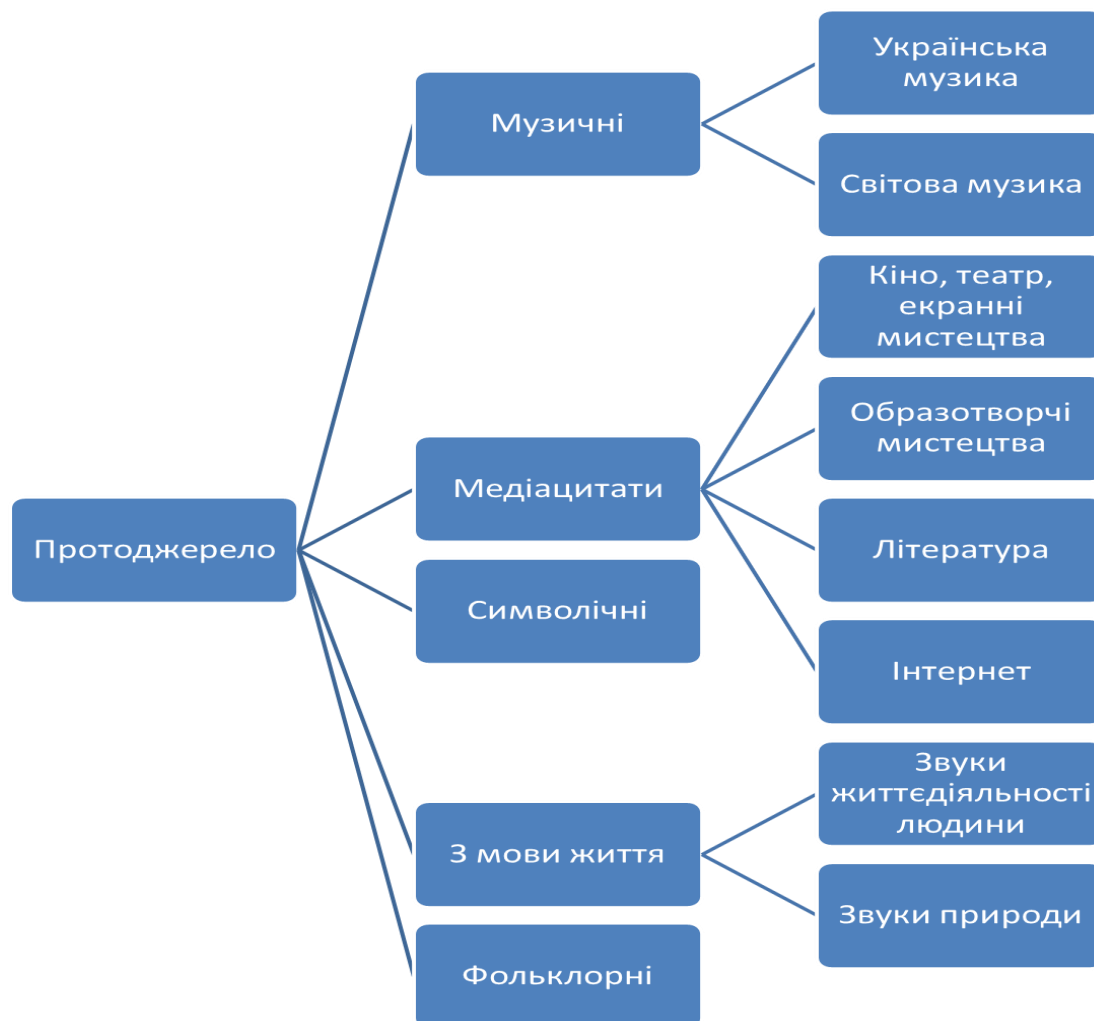 Українська
музика
Музичні
Світова музика
Кіно, театр,
екранні
мистецтва
Образотворчі
мистецтва
Медіацитати
Протоджерело
Література
Символічні
Інтернет
Звуки
життєдіяльності
людини
З мови життя
Звуки природи
Фольклорні